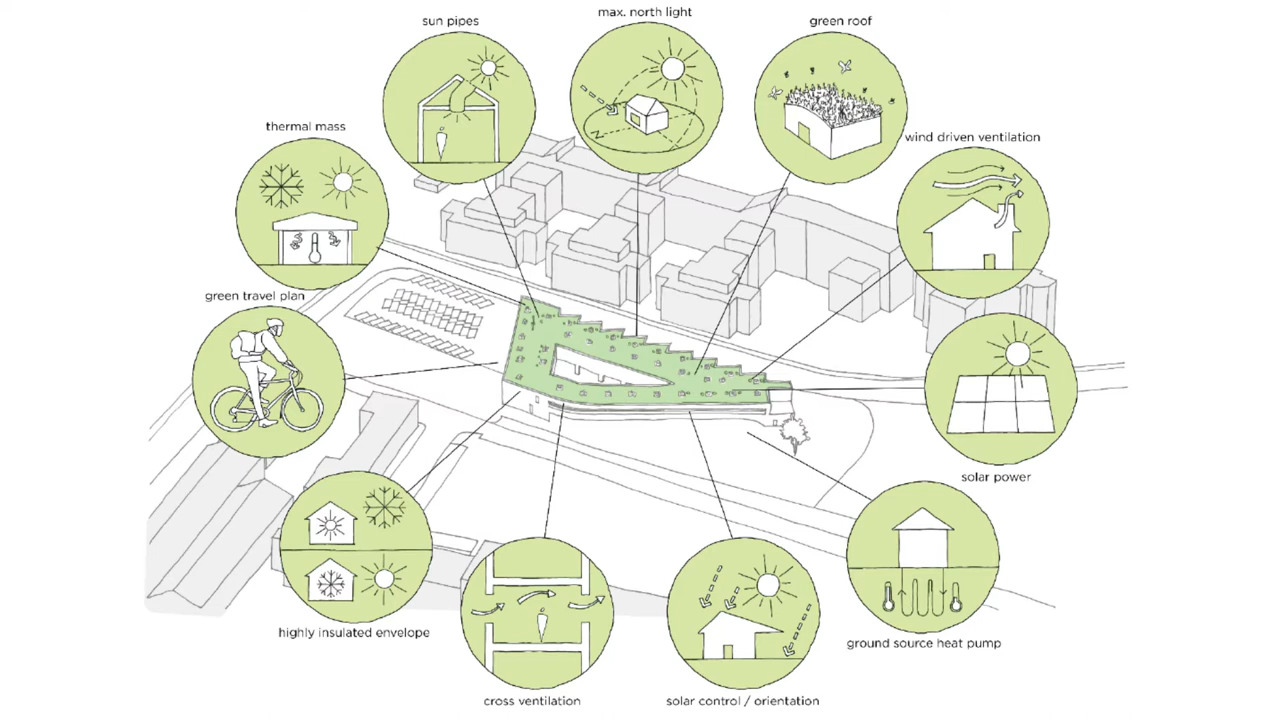 max. north light
sun pipes
green roof
thermal mass
wind driven ventilation
green travel plan
solar power
highly insulated envelope
ground source heat pump
cross ventilation
solar control / orientation
N